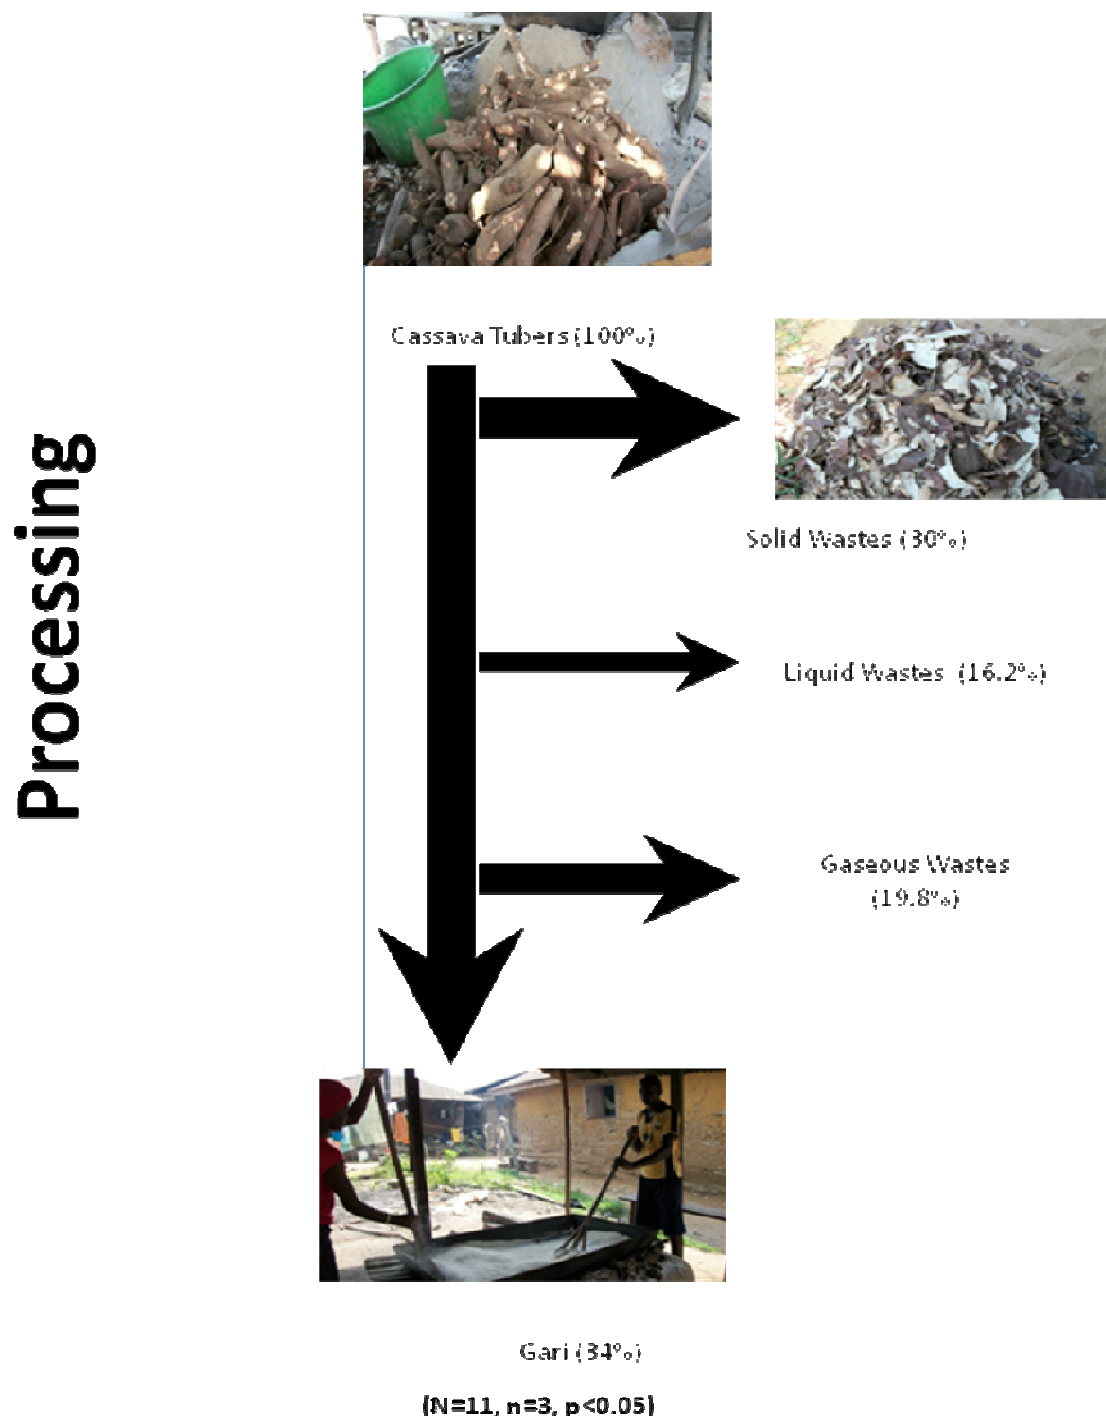 Processing
Cassava Tubers (100%)
Solid Wastes (30%)
Liquid Wastes (16.2%)
Gaseous Wastes
(19.8%)
Gari (34%)
(N=11, n=3, p<0.05)